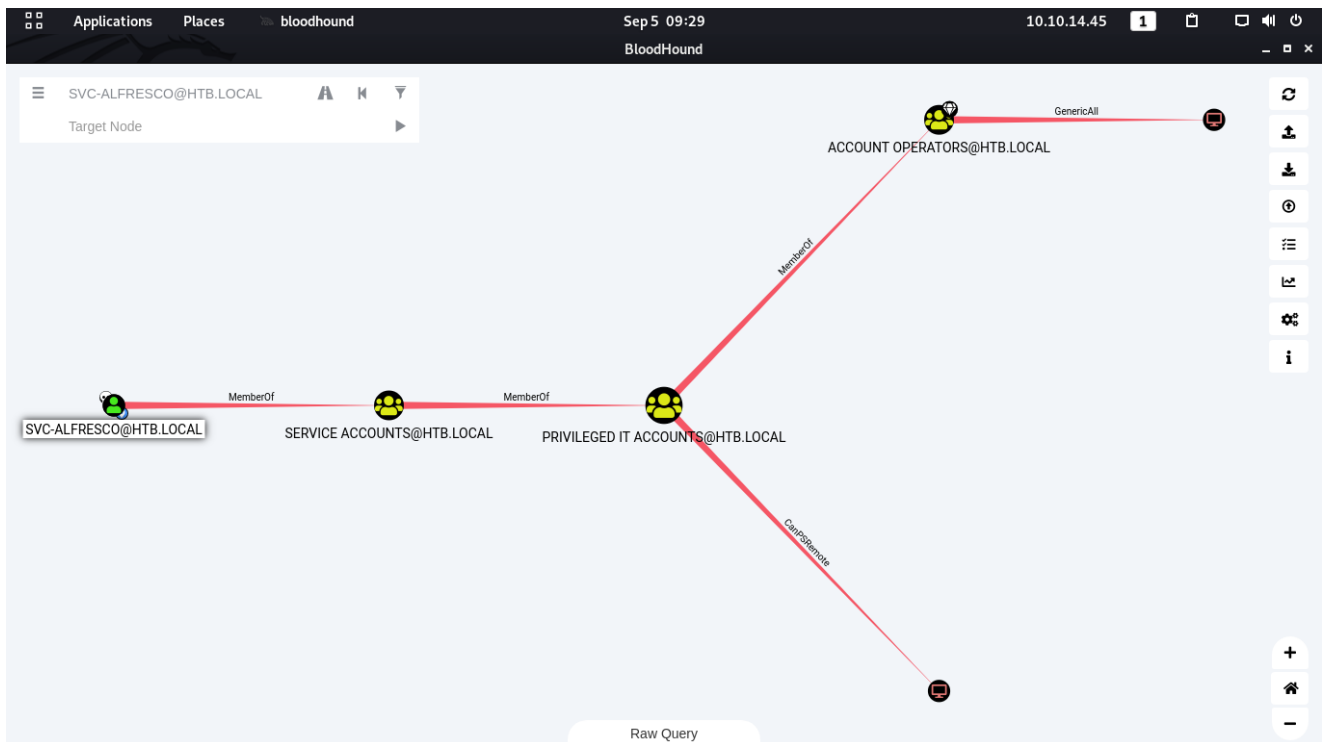 Applications Places bloodhound Sep 5 09:29 10.10.14.45 1
BloodHound
SVC-ALFRESCO@HTB.LOCAL
Target Node
GenericAll
ACCOUNT OPERATORS@HTB.LOCAL
MemberOf
MemberOf
MemberOf
SVC-ALFRESCO@HTB.LOCAL
SERVICE ACCOUNTS@HTB.LOCAL
PRIVILEGED IT ACCOUNTS@HTB.LOCAL
CanPSRemote
Raw Query